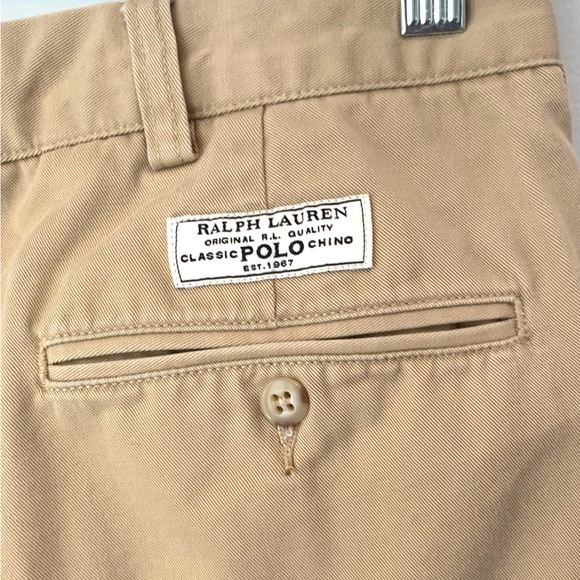 RALPH LAUREN
ORIGINAL R.L. QUALITY
CLASSIC POLO CHINO
EST. 1967